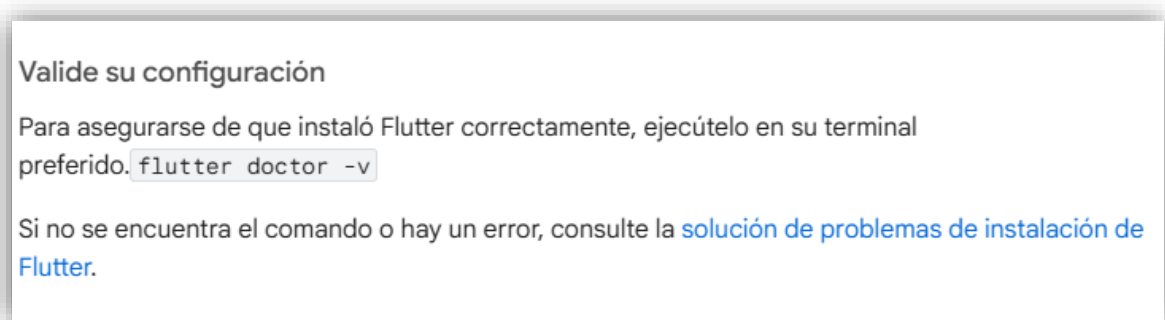 Valide su configuración
Para asegurarse de que instaló Flutter correctamente, ejecútelo en su terminal
preferido. flutter doctor -v
Si no se encuentra el comando o hay un error, consulte la solución de problemas de instalación de
Flutter.